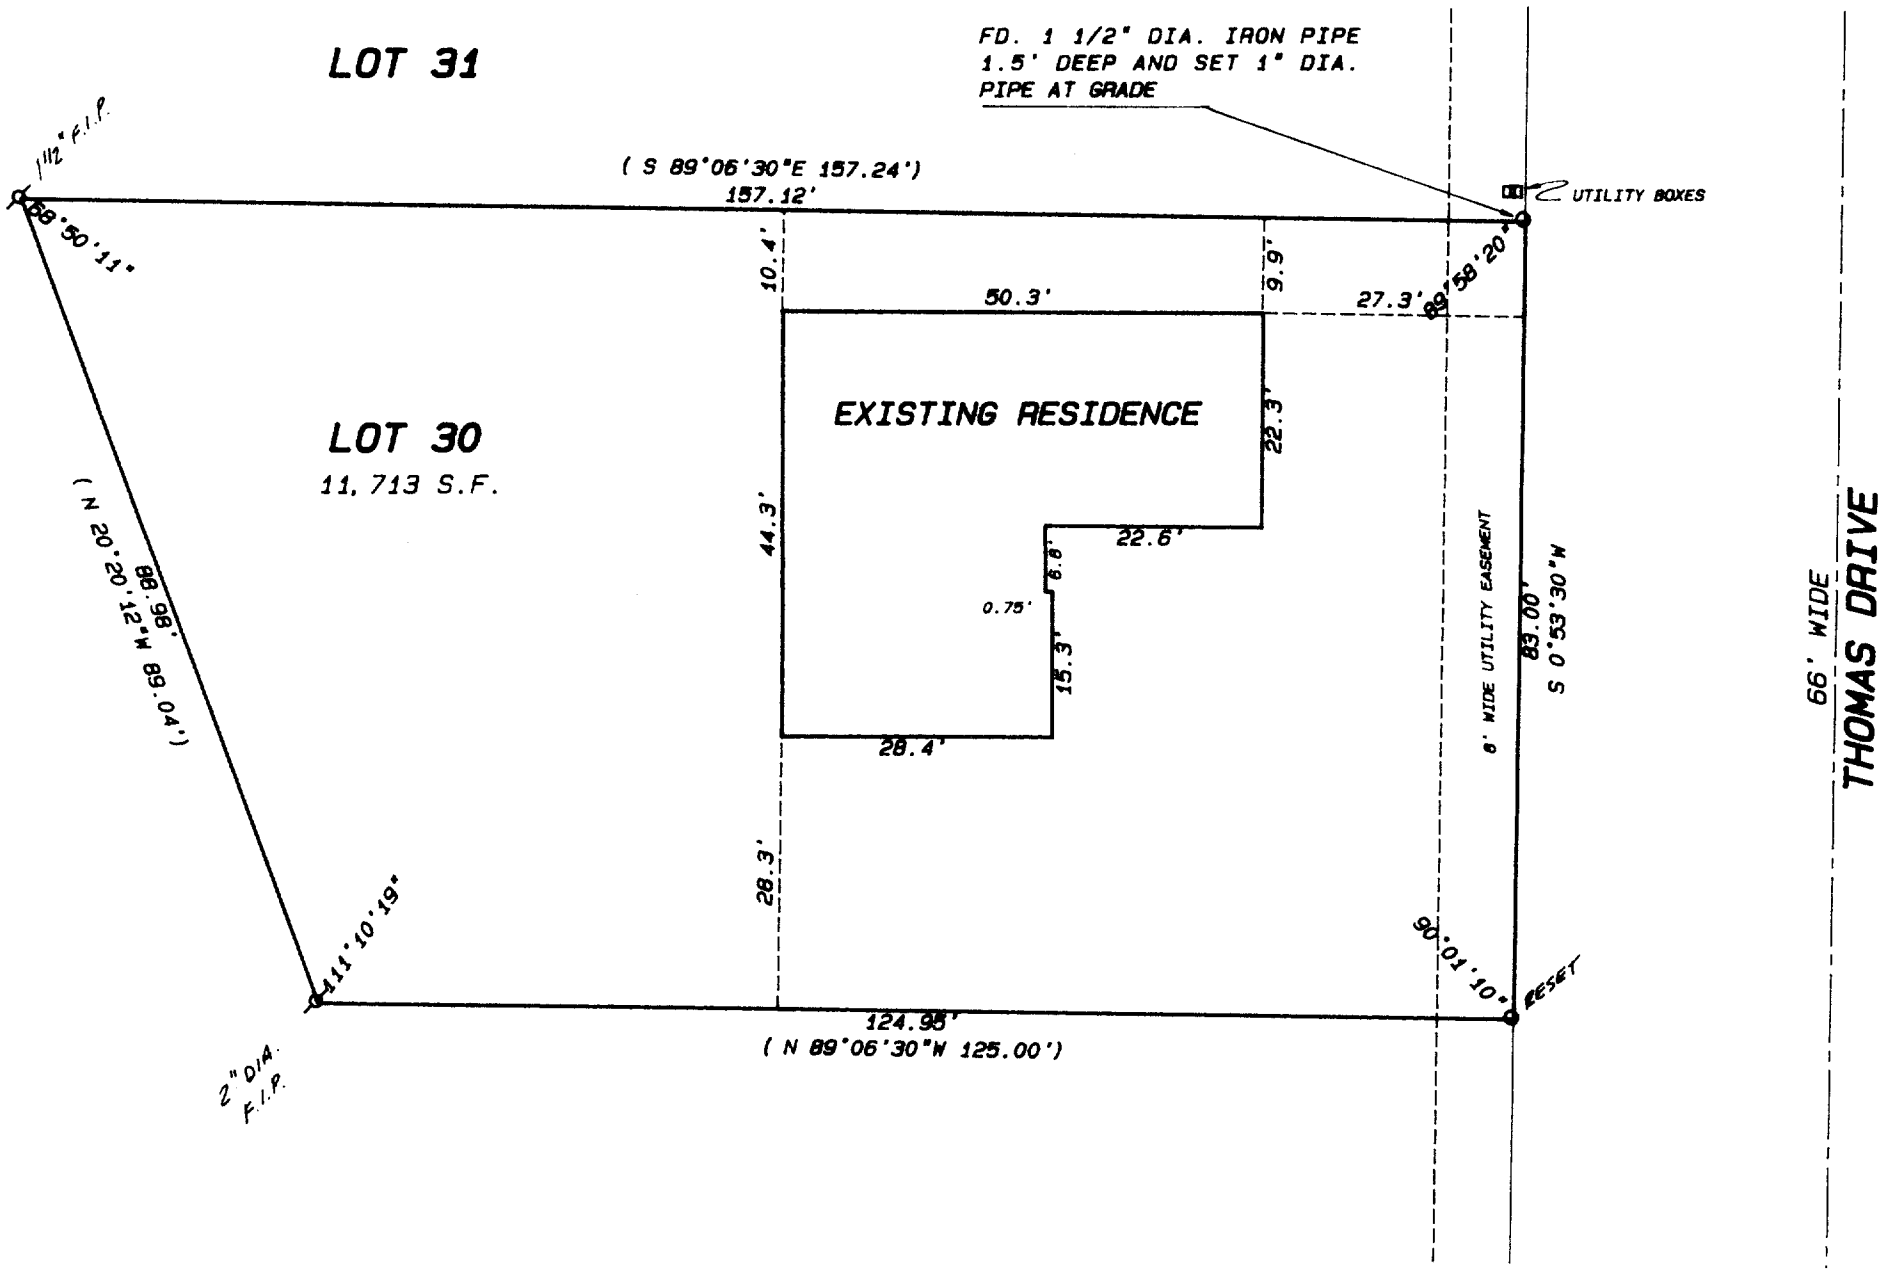 LOT 31
FD. 1 1/2" DIA. IRON PIPE
1.5' DEEP AND SET 1" DIA.
PIPE AT GRADE
1 1/2" F.I.P.
( S 89°06'30"E 157.24')
157.12'
UTILITY BOXES
68°50'11"
10.4'
9.9'
89°58'20"
50.3'
27.3'
EXISTING RESIDENCE
22.3'
LOT 30
11,713 S.F.
44.3'
22.6'
6.8'
0.75'
15.3'
28.4'
88.98'
( N 20°20'12"W 89.04')
8' WIDE UTILITY EASEMENT
83.00'
S 0°53'30"W
66' WIDE
THOMAS DRIVE
28.3'
111°10'19"
90°01'10"
RESET
124.95'
( N 89°06'30"W 125.00')
2" DIA.
F.I.P.